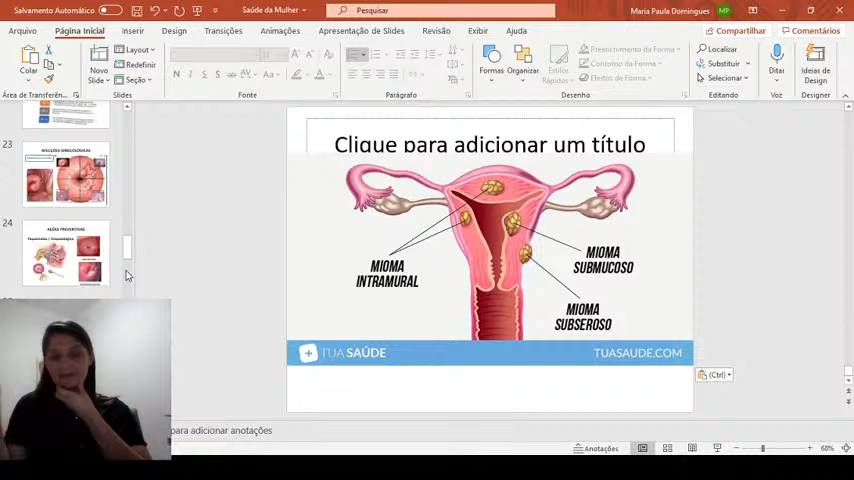 Salvamento Automático
Saúde da Mulher
Pesquisar
Maria Paula Domingues
MP
Arquivo
Página Inicial
Inserir
Design
Transições
Animações
Apresentação de Slides
Revisão
Exibir
Ajuda
Compartilhar
Comentários
Colar
Novo Slide
Layout
Redefinir
Seção
N I S
Formas
Organizar
Estilos Rápidos
Preenchimento da Forma
Contorno da Forma
Efeitos de Forma
Localizar
Substituir
Selecionar
Ditar
Ideias de Design
Área de Transferên...
Slides
Fonte
Parágrafo
Desenho
Editando
Voz
Designer
23
24
AÇÕES PREVENTIVAS
Clique para adicionar um título
MIOMA
INTRAMURAL
MIOMA
SUBMUCOSO
MIOMA
SUBSEROSO
TUA SAÚDE
TUASAUDE.COM
(Ctrl)
para adicionar anotações
Anotações
68%